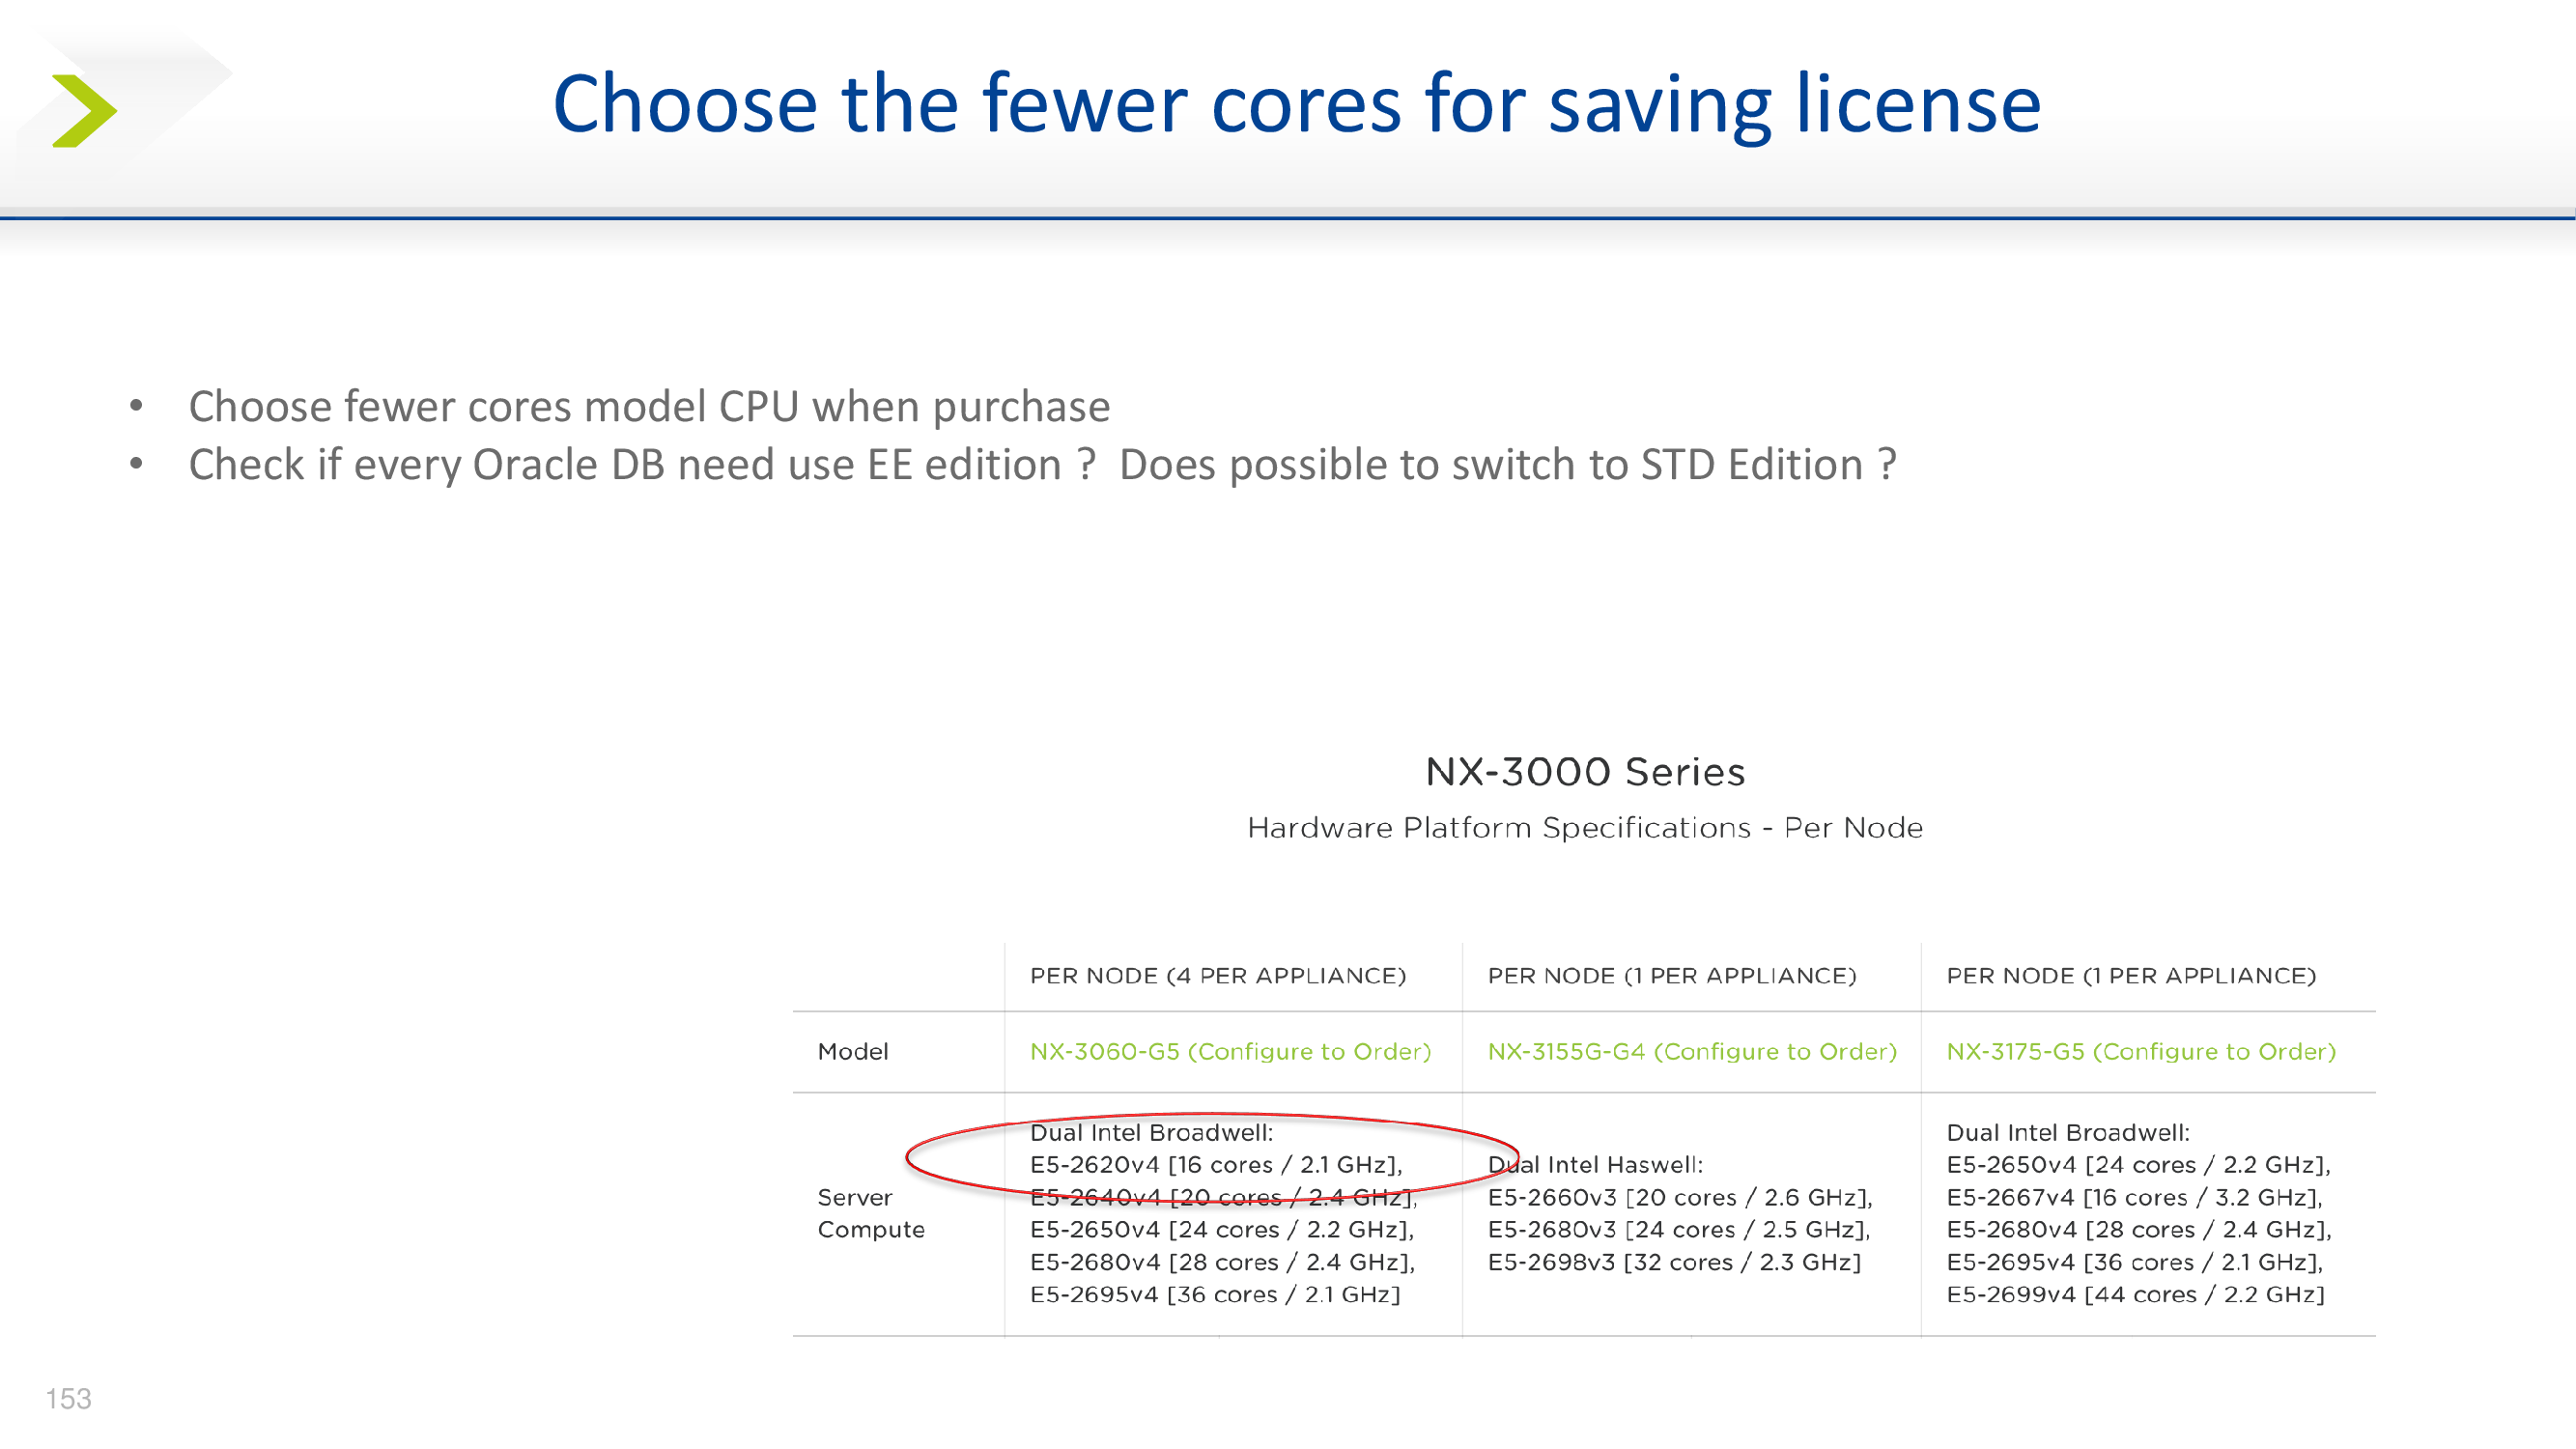 Choose the fewer cores for saving license
• Choose fewer cores model CPU when purchase
• Check if every Oracle DB need use EE edition ?  Does possible to switch to STD Edition ?
NX-3000 Series
Hardware Platform Specifications - Per Node
PER NODE (4 PER APPLIANCE)
PER NODE (1 PER APPLIANCE)
PER NODE (1 PER APPLIANCE)
Model
NX-3060-G5 (Configure to Order)
NX-3155G-G4 (Configure to Order)
NX-3175-G5 (Configure to Order)
Server
Compute
Dual Intel Broadwell:
E5-2620v4 [16 cores / 2.1 GHz],
E5-2640v4 [20 cores / 2.4 GHz],
E5-2650v4 [24 cores / 2.2 GHz],
E5-2680v4 [28 cores / 2.4 GHz],
E5-2695v4 [36 cores / 2.1 GHz]
Dual Intel Haswell:
E5-2660v3 [20 cores / 2.6 GHz],
E5-2680v3 [24 cores / 2.5 GHz],
E5-2698v3 [32 cores / 2.3 GHz]
Dual Intel Broadwell:
E5-2650v4 [24 cores / 2.2 GHz],
E5-2667v4 [16 cores / 3.2 GHz],
E5-2680v4 [28 cores / 2.4 GHz],
E5-2695v4 [36 cores / 2.1 GHz],
E5-2699v4 [44 cores / 2.2 GHz]
153